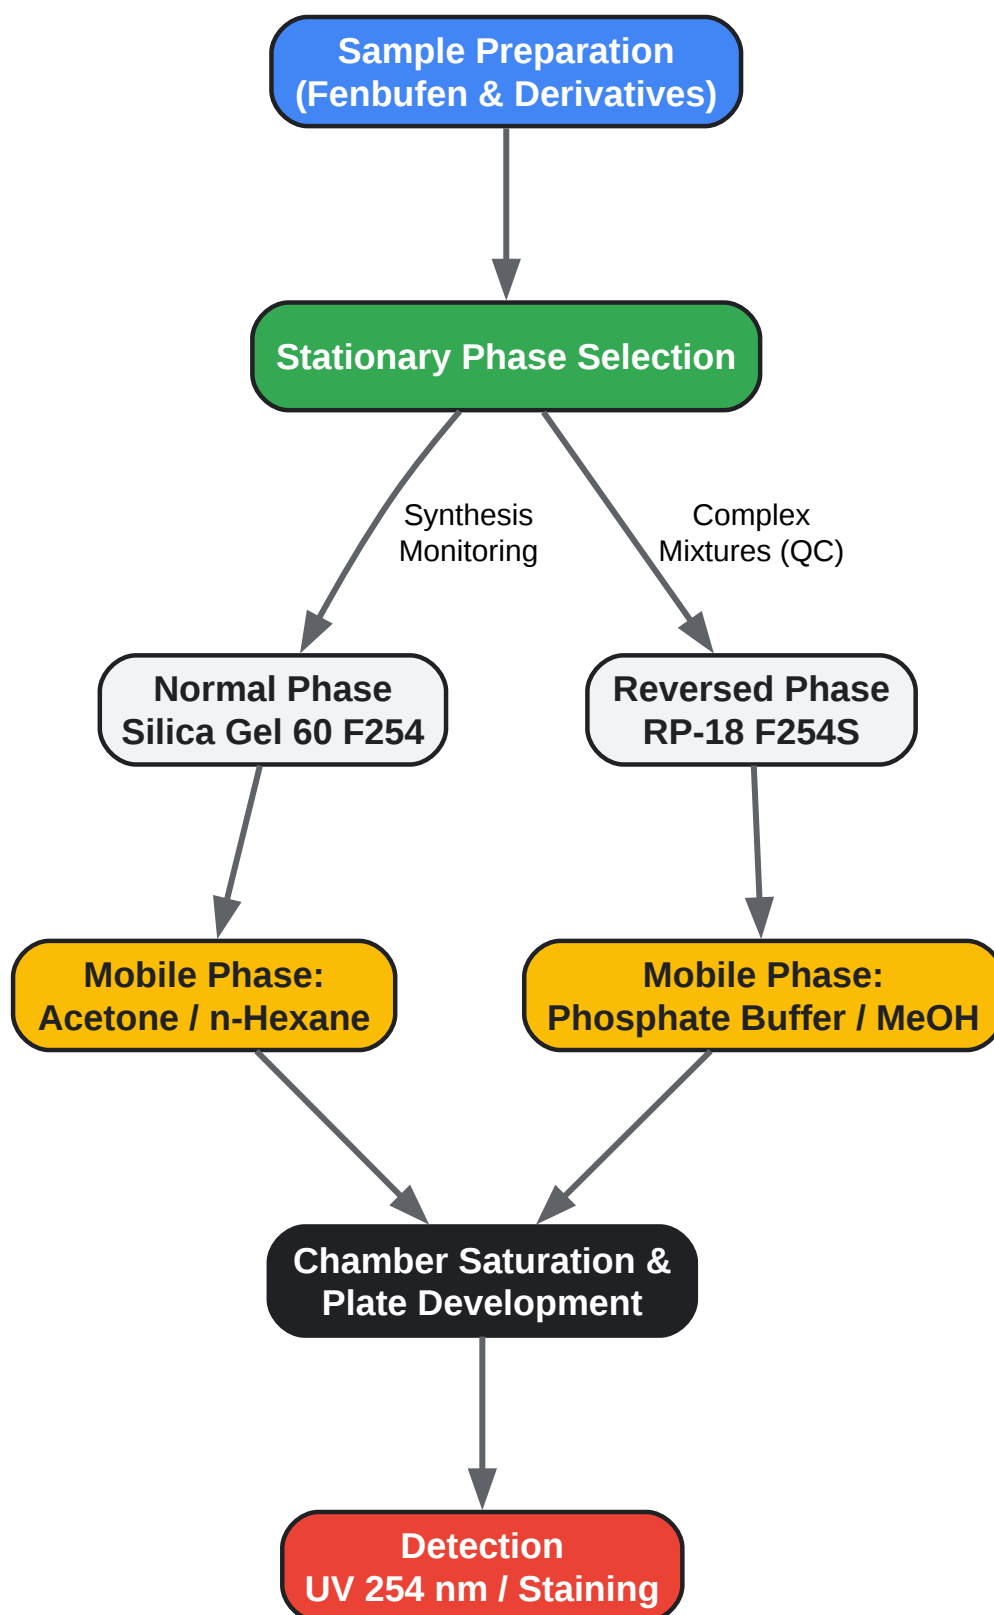 Sample Preparation
(Fenbufen & Derivatives)
Stationary Phase Selection
Synthesis
Monitoring
Complex
Mixtures (QC)
Normal Phase
Silica Gel 60 F254
Reversed Phase
RP-18 F254S
Mobile Phase:
Acetone / n-Hexane
Mobile Phase:
Phosphate Buffer / MeOH
Chamber Saturation &
Plate Development
Detection
UV 254 nm / Staining